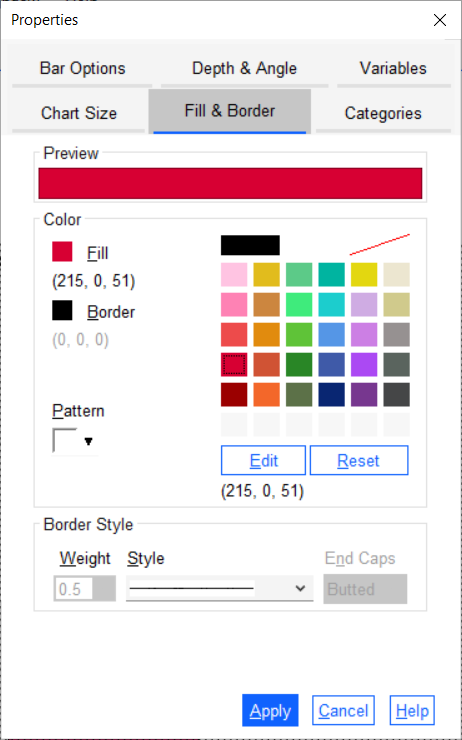 Properties
Bar Options Depth & Angle Variables
Chart Size Fill & Border Categories
Preview
Color
Fill
(215, 0, 51)
Border
(0, 0, 0)
Pattern
Edit Reset
(215, 0, 51)
Border Style
Weight Style End Caps
0.5 Butted
Apply Cancel Help